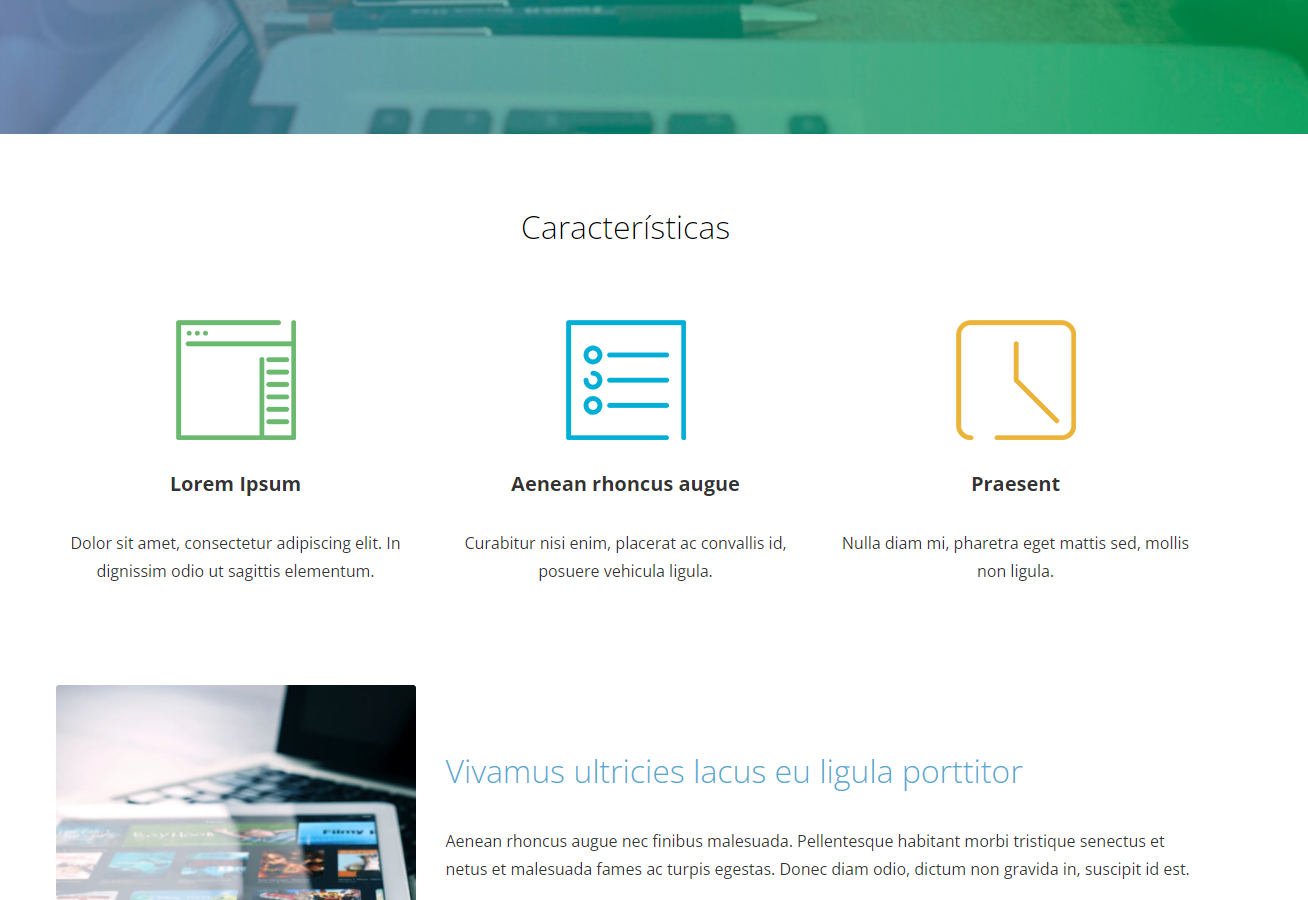 Características
Lorem Ipsum
Dolor sit amet, consectetur adipiscing elit. In
dignissim odio ut sagittis elementum.
Aenean rhoncus augue
Curabitur nisi enim, placerat ac convallis id,
posuere vehicula ligula.
Praesent
Nulla diam mi, pharetra eget mattis sed, mollis
non ligula.
Vivamus ultricies lacus eu ligula porttitor
Aenean rhoncus augue nec finibus malesuada. Pellentesque habitant morbi tristique senectus et
netus et malesuada fames ac turpis egestas. Donec diam odio, dictum non gravida in, suscipit id est.